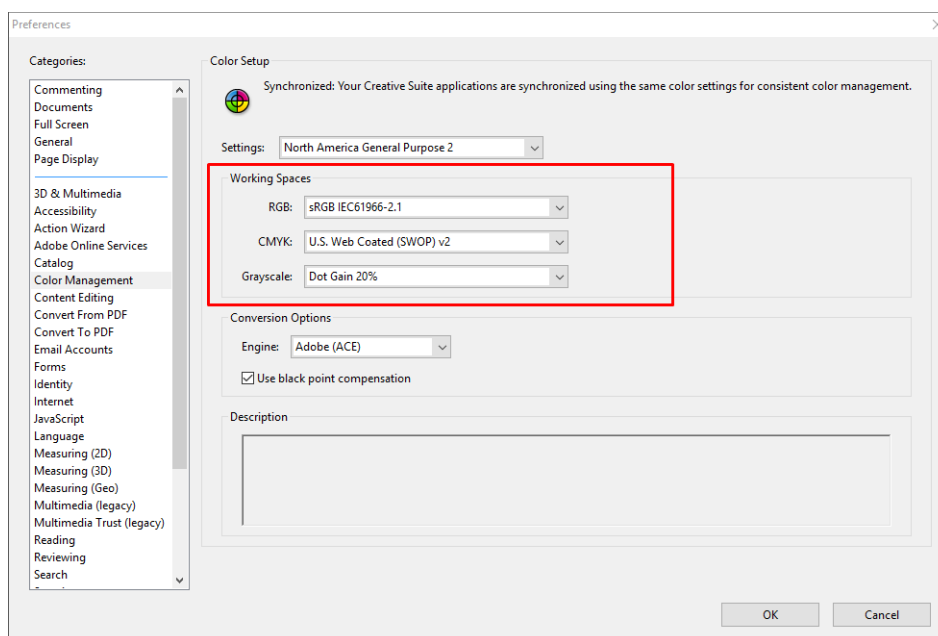 Preferences
Categories:
Commenting
Documents
Full Screen
General
Page Display
3D & Multimedia
Accessibility
Action Wizard
Adobe Online Services
Catalog
Color Management
Content Editing
Convert From PDF
Convert To PDF
Email Accounts
Forms
Identity
Internet
JavaScript
Language
Measuring (2D)
Measuring (3D)
Measuring (Geo)
Multimedia (legacy)
Multimedia Trust (legacy)
Reading
Reviewing
Search
Color Setup
Synchronized: Your Creative Suite applications are synchronized using the same color settings for consistent color management.
Settings: North America General Purpose 2
Working Spaces
RGB: sRGB IEC61966-2.1
CMYK: U.S. Web Coated (SWOP) v2
Grayscale: Dot Gain 20%
Conversion Options
Engine: Adobe (ACE)
Use black point compensation
Description
OK Cancel